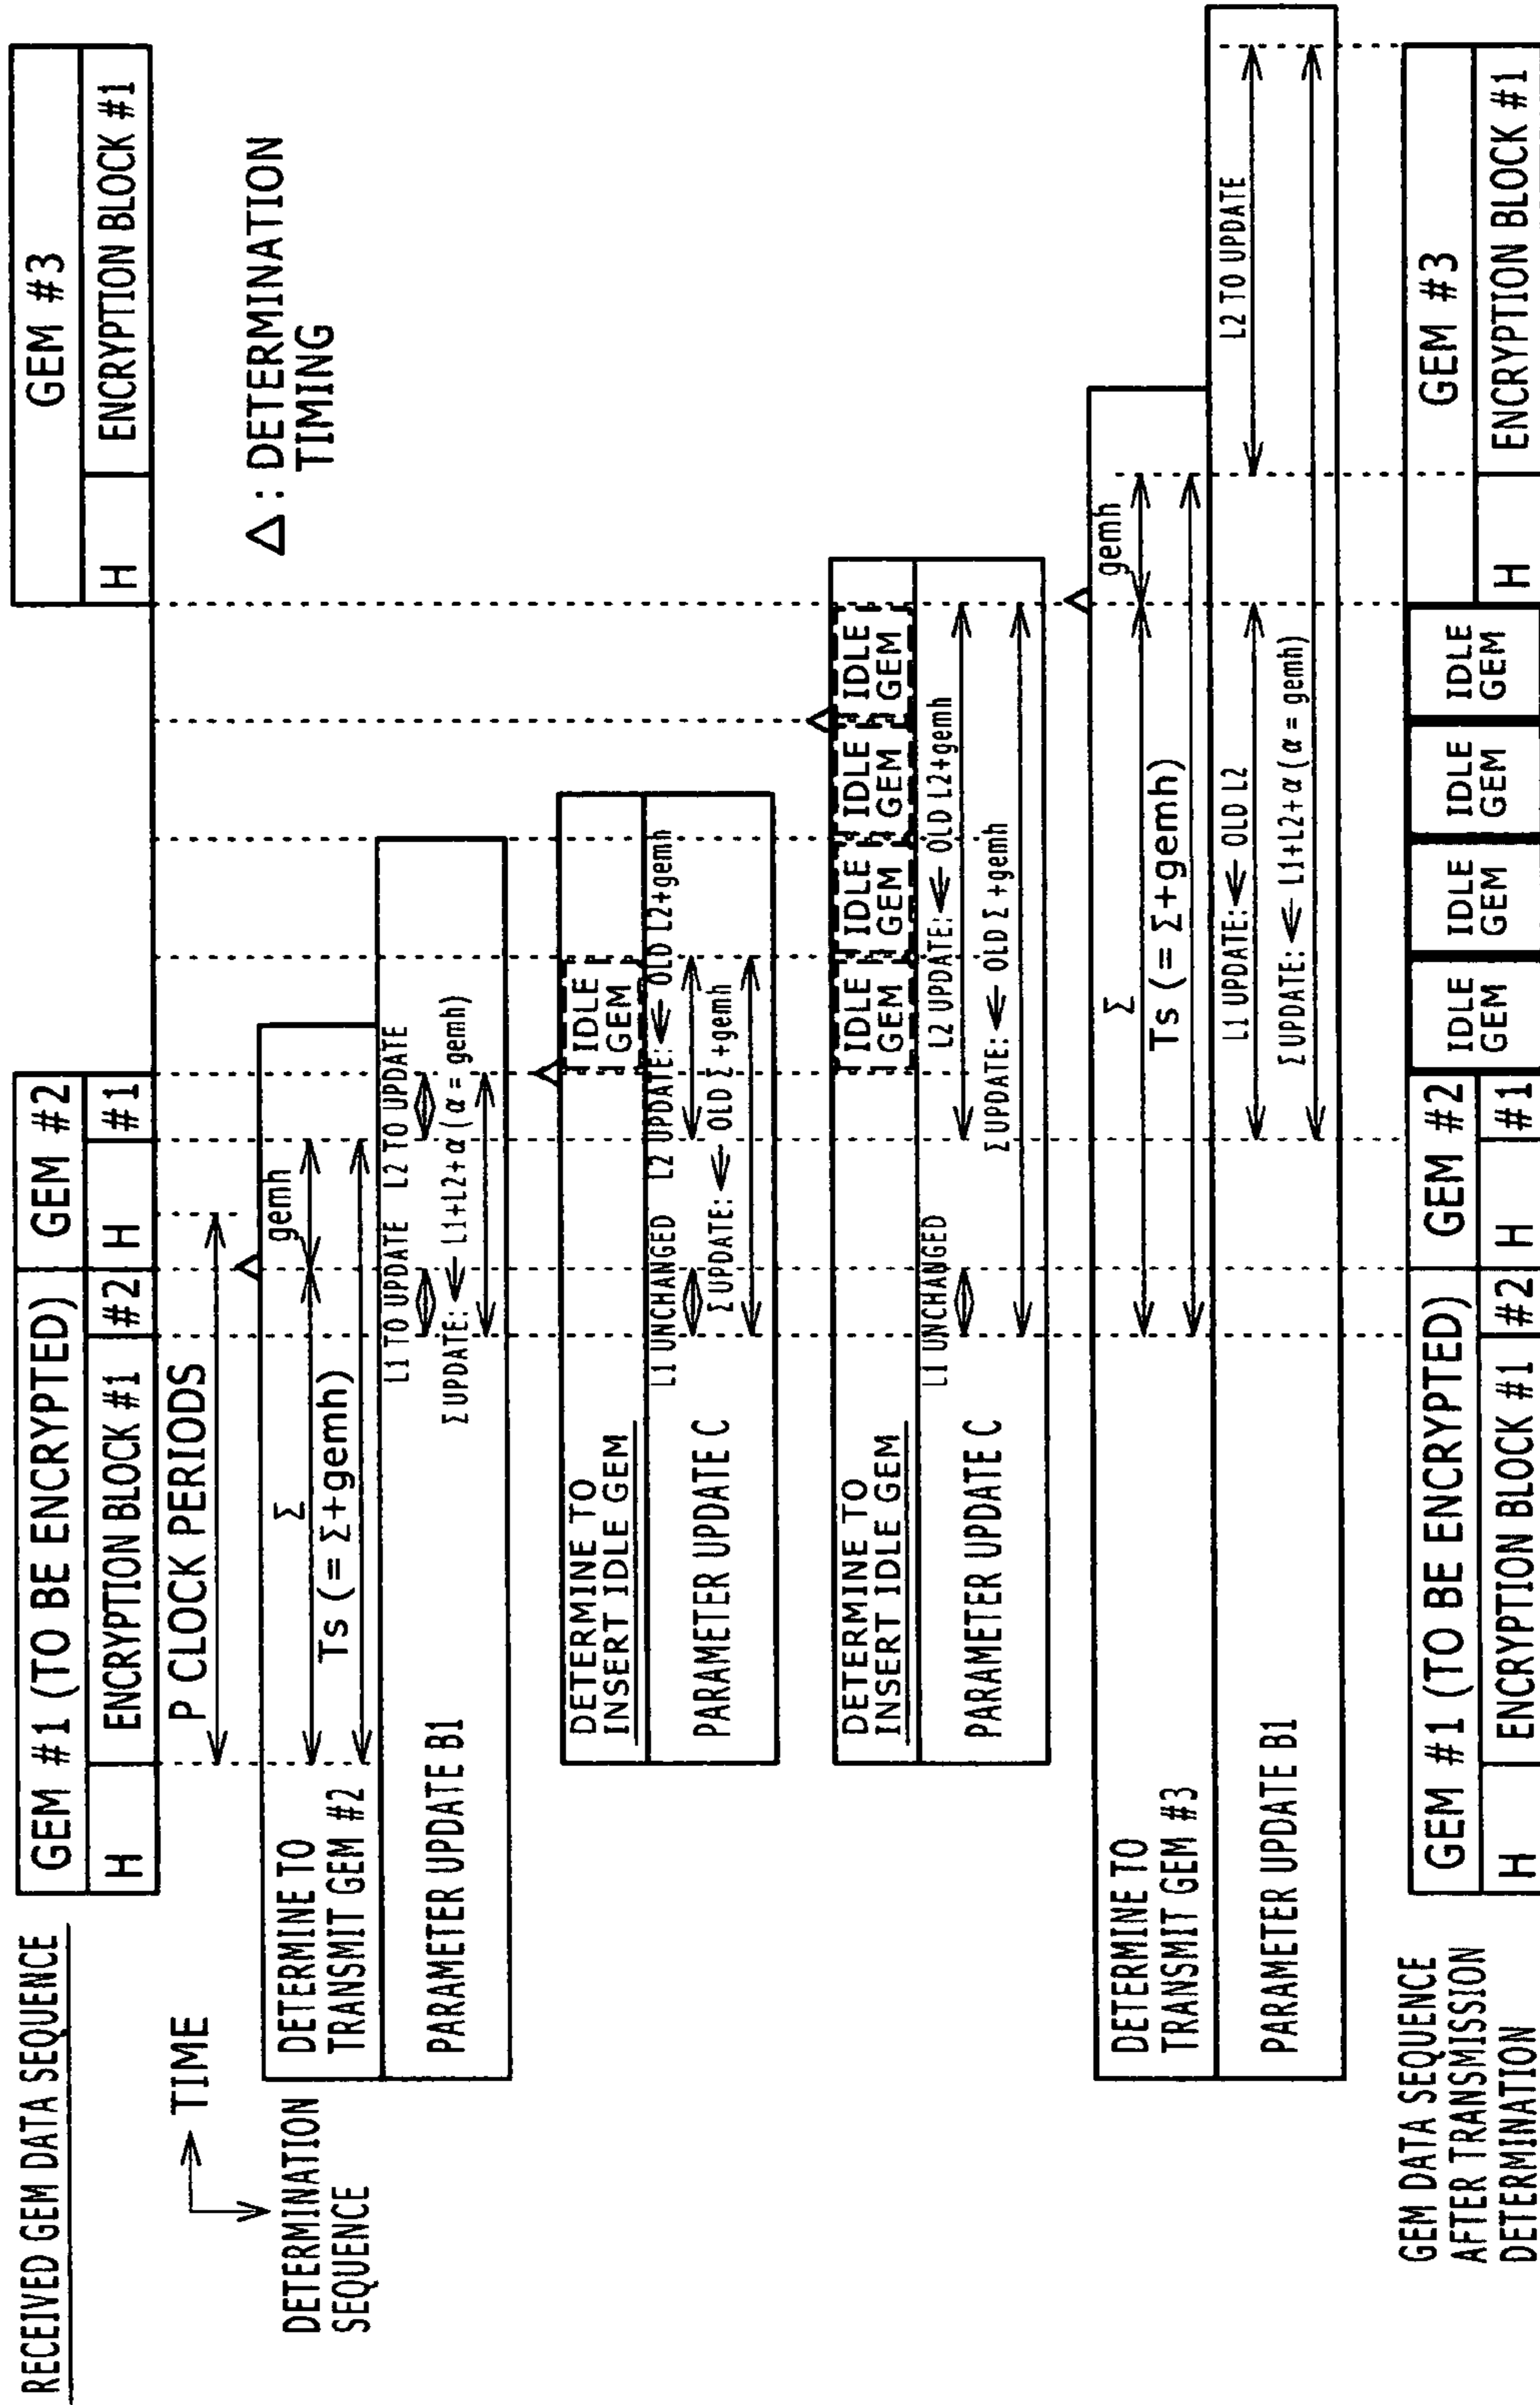 RECEIVED GEM DATA SEQUENCE
GEM #1 (TO BE ENCRYPTED)
GEM #2
GEM #3
H
ENCRYPTION BLOCK #1
#2
H
#1
H
ENCRYPTION BLOCK #1
TIME
DETERMINATION
SEQUENCE
P CLOCK PERIODS
△ : DETERMINATION
TIMING
DETERMINE TO
TRANSMIT GEM #2
Σ
gemh
Ts (= Σ+gemh)
PARAMETER UPDATE B1
L1 TO UPDATE
L2 TO UPDATE
Σ UPDATE: ← L1+L2+α (α = gemh)
DETERMINE TO
INSERT IDLE GEM
IDLE
GEM
PARAMETER UPDATE C
L1 UNCHANGED
L2 UPDATE: ← OLD L2+gemh
Σ UPDATE: ← OLD Σ +gemh
DETERMINE TO
INSERT IDLE GEM
IDLE
GEM
IDLE
GEM
IDLE
GEM
IDLE
GEM
PARAMETER UPDATE C
L1 UNCHANGED
L2 UPDATE: ← OLD L2+gemh
Σ UPDATE: ← OLD Σ +gemh
DETERMINE TO
TRANSMIT GEM #3
Σ
gemh
Ts (= Σ+gemh)
PARAMETER UPDATE B1
L1 UPDATE: ← OLD L2
L2 TO UPDATE
Σ UPDATE: ← L1+L2+α (α = gemh)
GEM DATA SEQUENCE
AFTER TRANSMISSION
DETERMINATION
GEM #1 (TO BE ENCRYPTED)
GEM #2
IDLE
GEM
IDLE
GEM
IDLE
GEM
IDLE
GEM
GEM #3
H
ENCRYPTION BLOCK #1
#2
H
#1
H
ENCRYPTION BLOCK #1